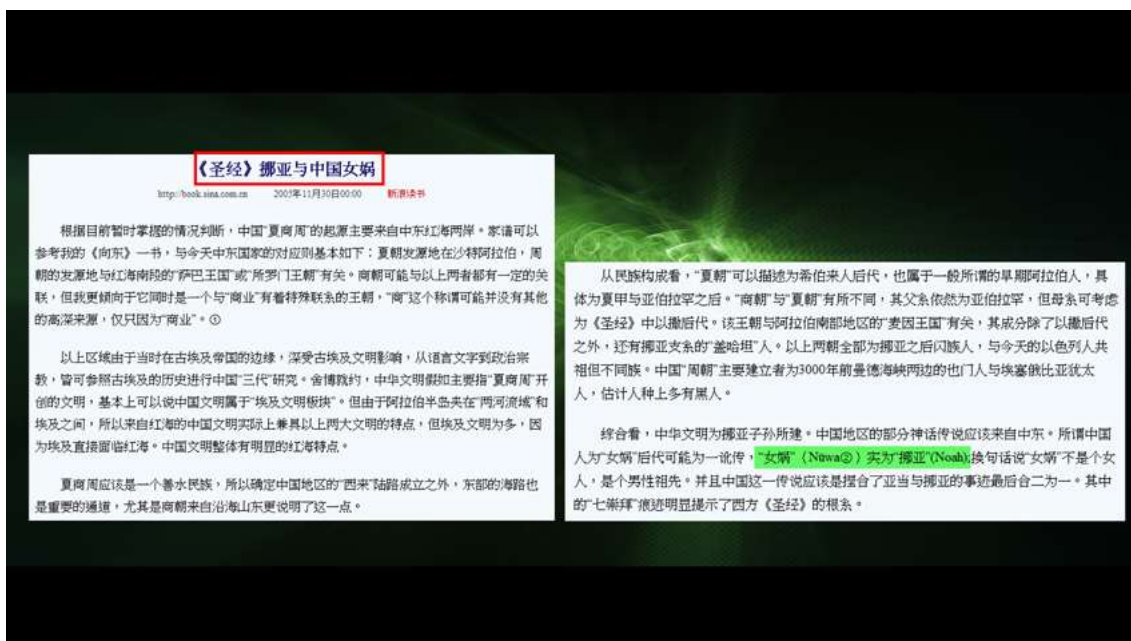 《圣经》挪亚与中国女娲
http://book.sina.com.cn 2005年11月30日00:00 新浪读书
根据目前暂时掌握的情况判断，中国"夏商周"的起源主要来自中东红海两岸。家谱可以
参考我的《向东》一书，与今天中东国家的对应则基本如下：夏朝发源地在沙特阿拉伯，周
朝的发源地与红海南段的"萨巴王国"或"所罗门王朝"有关。商朝可能与以上两者都有一定的关
联，但我更倾向于它同时是一个与"商业"有着特殊联系的王朝，"商"这个称谓可能并没有其他
的高深来源，仅只因为"商业"。①
以上区域由于当时在古埃及帝国的边缘，深受古埃及文明影响，从语言文字到政治宗
教，皆可参照古埃及的历史进行中国"三代"研究。舍博就约，中华文明假如主要指"夏商周"开
创的文明，基本上可以说中国文明属于"埃及文明板块"。但由于阿拉伯半岛夹在"两河流域"和
埃及之间，所以来自红海的中国文明实际上兼具以上两大文明的特点，但埃及文明为多，因
为埃及直接面临红海。中国文明整体有明显的红海特点。
夏商周应该是一个善水民族，所以确定中国地区的"西来"陆路成立之外，东部的海路也
是重要的通道，尤其是商朝来自沿海山东更说明了这一点。
从民族构成看，"夏朝"可以描述为希伯来人后代，也属于一般所谓的早期阿拉伯人，具
体为夏甲与亚伯拉罕之后。"商朝"与"夏朝"有所不同，其父系依然为亚伯拉罕，但母系可考虑
为《圣经》中以撒后代。该王朝与阿拉伯南部地区的"麦因王国"有关，其成分除了以撒后代
之外，还有挪亚支系的"盖哈坦"人。以上两朝全部为挪亚之后闪族人，与今天的以色列人共
祖但不同族。中国"周朝"主要建立者为3000年前曼德海峡两边的也门人与埃塞俄比亚犹太
人，估计人种上多有黑人。
综合看，中华文明为挪亚子孙所建。中国地区的部分神话传说应该来自中东。所谓中国
人为"女娲"后代可能为一讹传，"女娲"（Nüwa②）实为"挪亚"(Noah);换句话说"女娲"不是个女
人，是个男性祖先。并且中国这一传说应该是捏合了亚当与挪亚的事迹最后合二为一。其中
的"七崇拜"痕迹明显提示了西方《圣经》的根系。